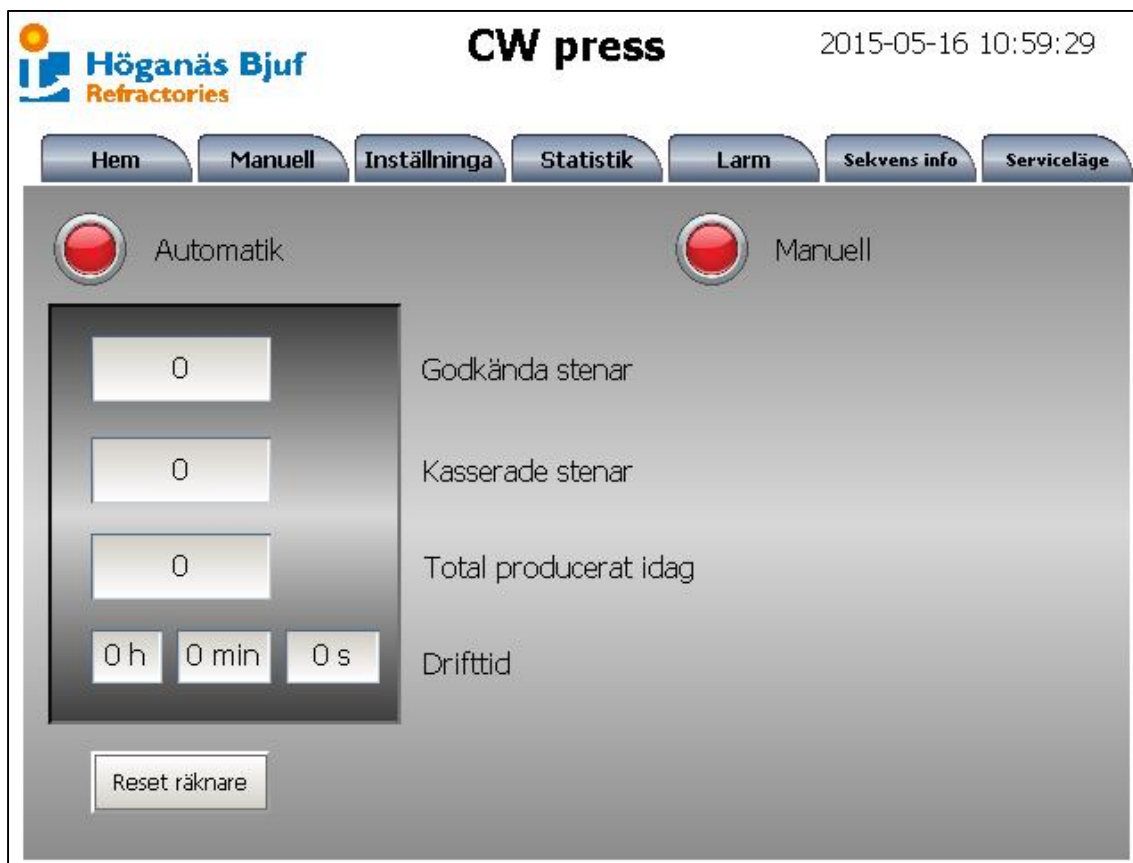 Höganäs Bjuf
Refractories
CW press
2015-05-16 10:59:29
Hem
Manuell
Inställninga
Statistik
Larm
Sekvens info
Serviceläge
Automatik
Manuell
0
Godkända stenar
0
Kasserade stenar
0
Total producerat idag
0 h
0 min
0 s
Drifttid
Reset räknare